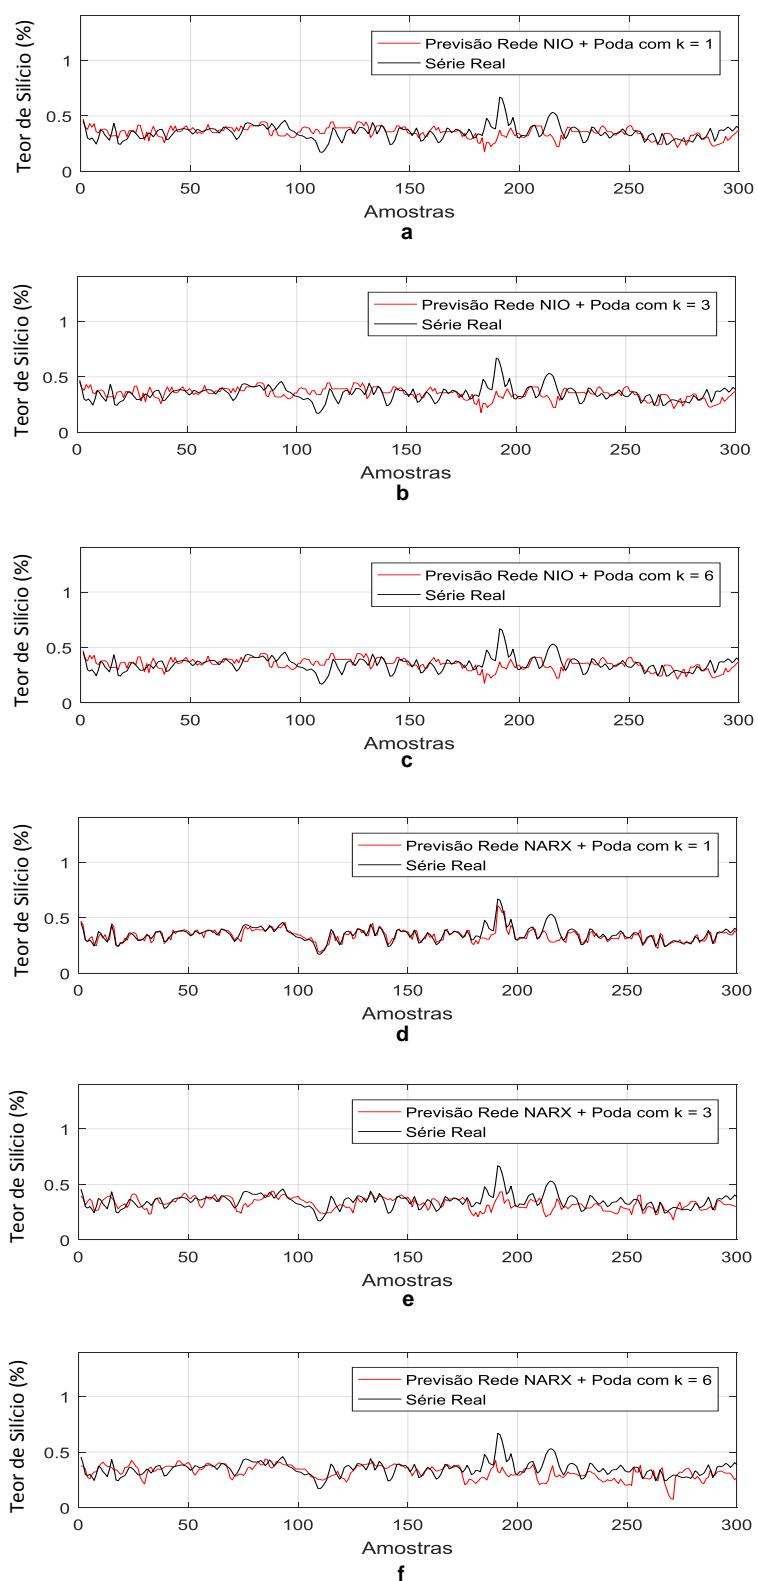 Previsão Rede NIO + Poda com k = 1
Série Real
Teor de Silício (%)
1
0.5
0
0 50 100 150 200 250 300
Amostras
a
Previsão Rede NIO + Poda com k = 3
Série Real
Teor de Silício (%)
1
0.5
0
0 50 100 150 200 250 300
Amostras
b
Previsão Rede NIO + Poda com k = 6
Série Real
Teor de Silício (%)
1
0.5
0
0 50 100 150 200 250 300
Amostras
c
Previsão Rede NARX + Poda com k = 1
Série Real
Teor de Silício (%)
1
0.5
0
0 50 100 150 200 250 300
Amostras
d
Previsão Rede NARX + Poda com k = 3
Série Real
Teor de Silício (%)
1
0.5
0
0 50 100 150 200 250 300
Amostras
e
Previsão Rede NARX + Poda com k = 6
Série Real
Teor de Silício (%)
1
0.5
0
0 50 100 150 200 250 300
Amostras
f